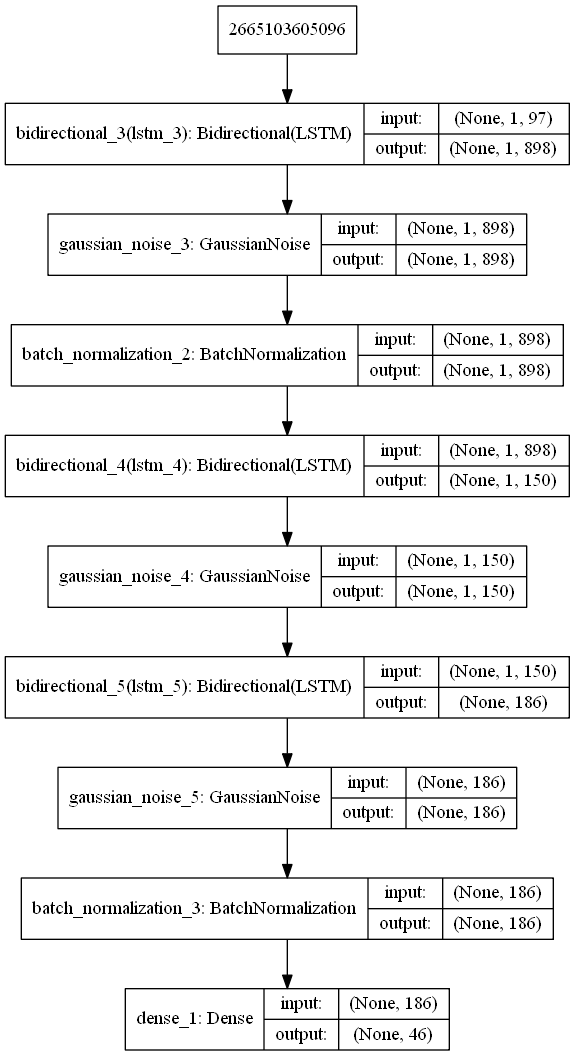 2665103605096
bidirectional_3(lstm_3): Bidirectional(LSTM)
input: (None, 1, 97)
output: (None, 1, 898)
gaussian_noise_3: GaussianNoise
input: (None, 1, 898)
output: (None, 1, 898)
batch_normalization_2: BatchNormalization
input: (None, 1, 898)
output: (None, 1, 898)
bidirectional_4(lstm_4): Bidirectional(LSTM)
input: (None, 1, 898)
output: (None, 1, 150)
gaussian_noise_4: GaussianNoise
input: (None, 1, 150)
output: (None, 1, 150)
bidirectional_5(lstm_5): Bidirectional(LSTM)
input: (None, 1, 150)
output: (None, 186)
gaussian_noise_5: GaussianNoise
input: (None, 186)
output: (None, 186)
batch_normalization_3: BatchNormalization
input: (None, 186)
output: (None, 186)
dense_1: Dense
input: (None, 186)
output: (None, 46)